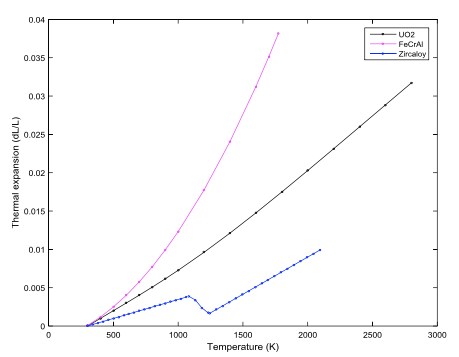 0.04
0.035
0.03
0.025
0.02
0.015
0.01
0.005
0
Thermal expansion (dL/L)
UO2
FeCrAl
Zircaloy
0 500 1000 1500 2000 2500 3000
Temperature (K)